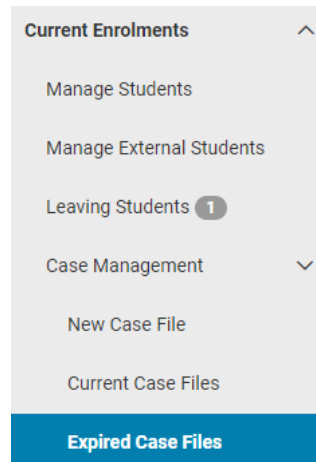 Current Enrolments
Manage Students
Manage External Students
Leaving Students 1
Case Management
New Case File
Current Case Files
Expired Case Files